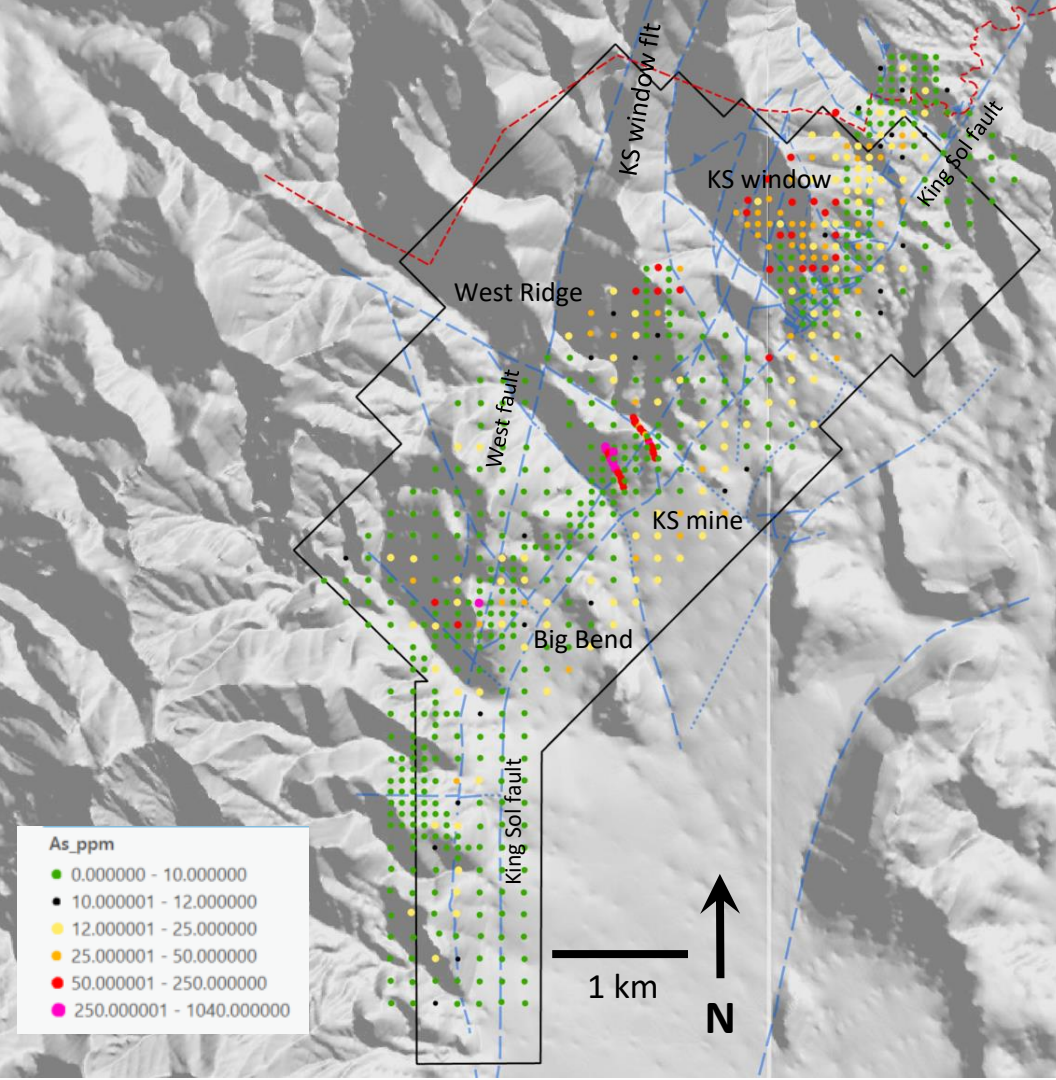 KS window flt
King Sol fault
KS window
West Ridge
West fault
KS mine
Big Bend
King Sol fault
As_ppm
0.000000 - 10.000000
10.000001 - 12.000000
12.000001 - 25.000000
25.000001 - 50.000000
50.000001 - 250.000000
250.000001 - 1040.000000
1 km
N